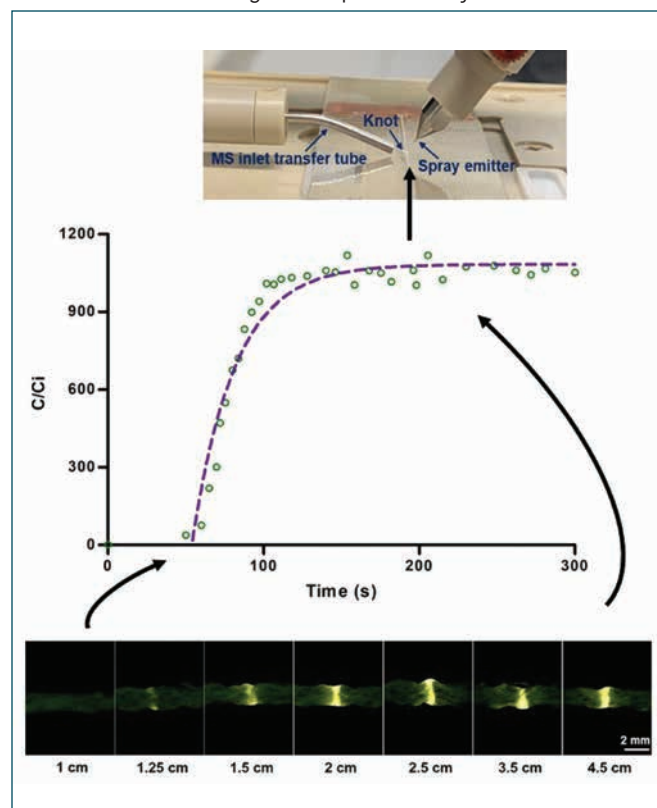 MS inlet transfer tube
Knot
Spray emitter
1200
900
600
300
0
C/Ci
0 100 200 300
Time (s)
2 mm
1 cm 1.25 cm 1.5 cm 2 cm 2.5 cm 3.5 cm 4.5 cm